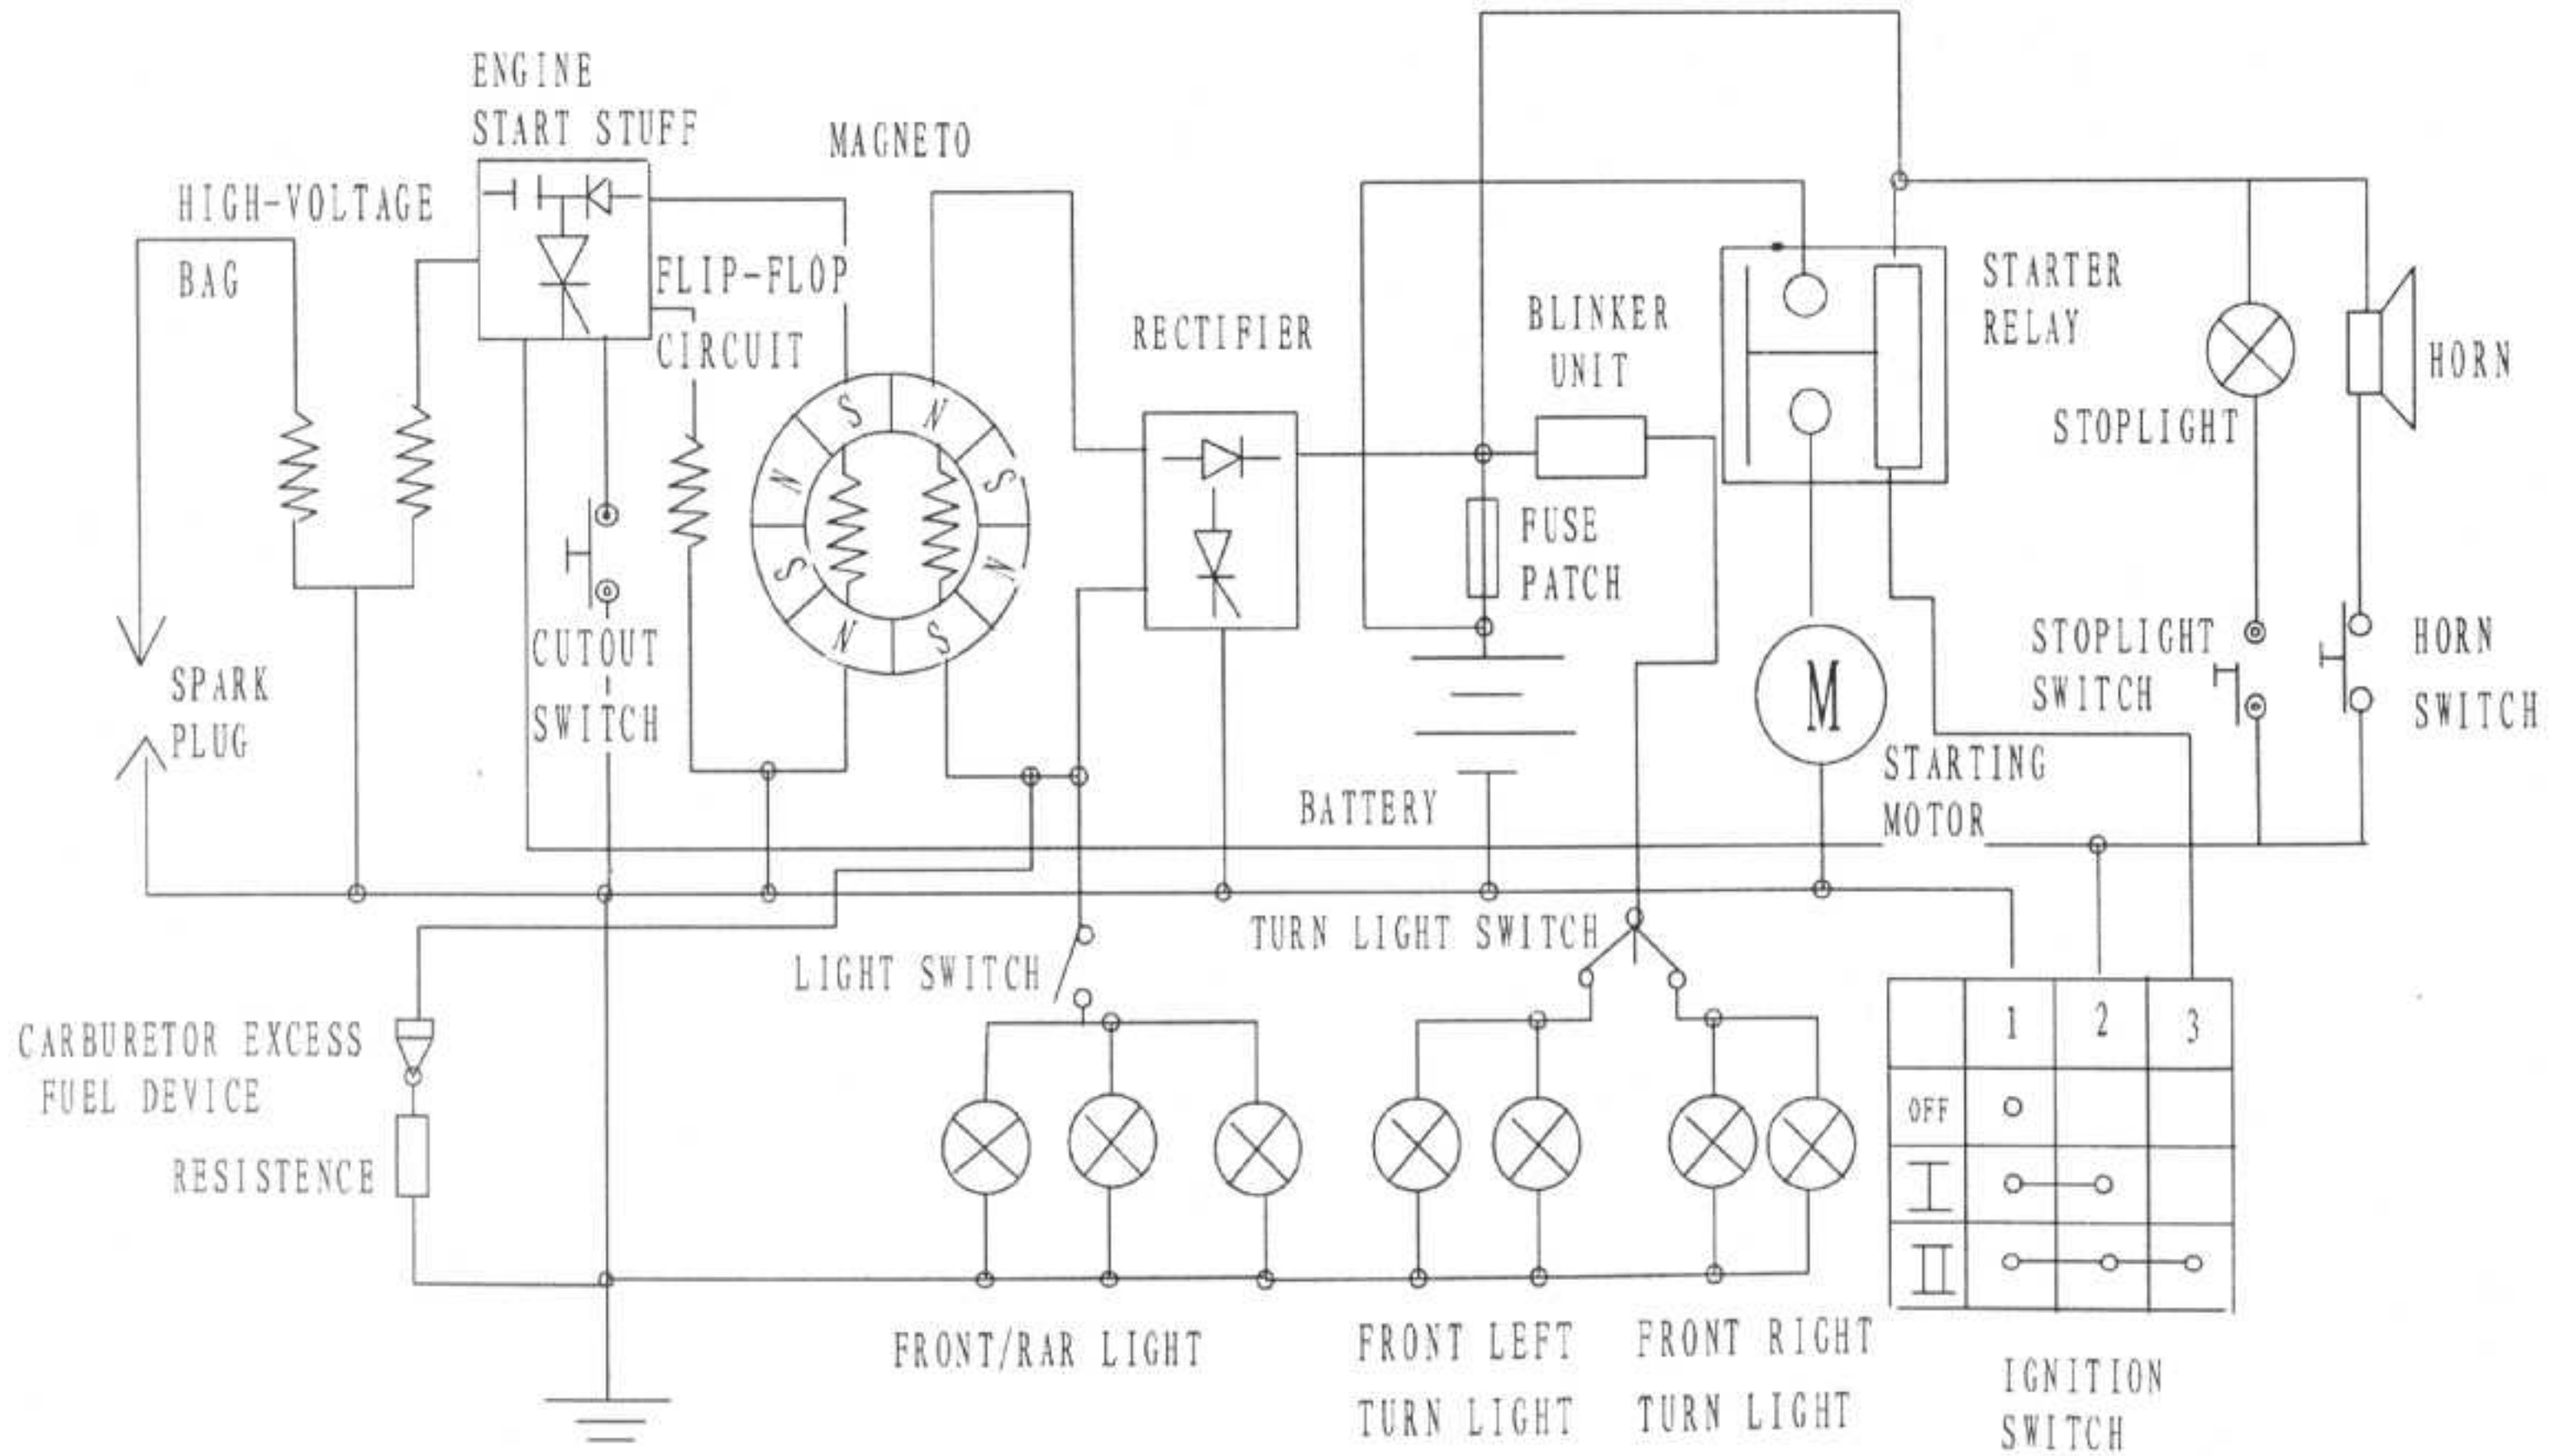 ENGINE
START STUFF
MAGNETO
HIGH-VOLTAGE
BAG
FLIP-FLOP
CIRCUIT
RECTIFIER
BLINKER
UNIT
STARTER
RELAY
HORN
STOPLIGHT
S
N
S
N
S
N
S
N
FUSE
PATCH
CUTOUT
SWITCH
SPARK
PLUG
M
STOPLIGHT
SWITCH
HORN
SWITCH
STARTING
MOTOR
BATTERY
TURN LIGHT SWITCH
LIGHT SWITCH
CARBURETOR EXCESS
FUEL DEVICE
RESISTENCE
1 2 3
OFF
I
II
FRONT/RAR LIGHT
FRONT LEFT
TURN LIGHT
FRONT RIGHT
TURN LIGHT
IGNITION
SWITCH